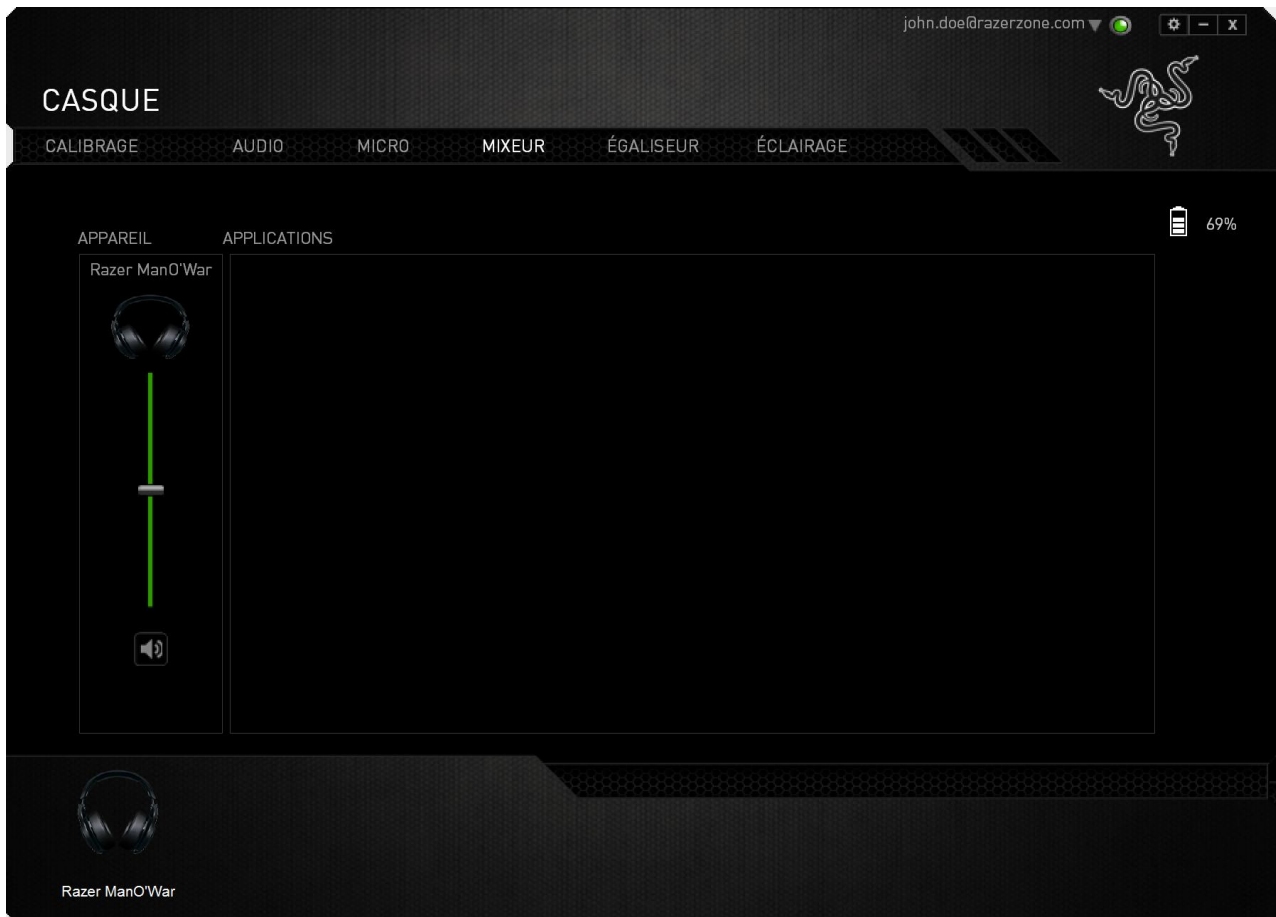 john.doe@razerzone.com
CASQUE
CALIBRAGE AUDIO MICRO MIXEUR ÉGALISEUR ÉCLAIRAGE
69%
APPAREIL APPLICATIONS
Razer ManO'War
Razer ManO'War